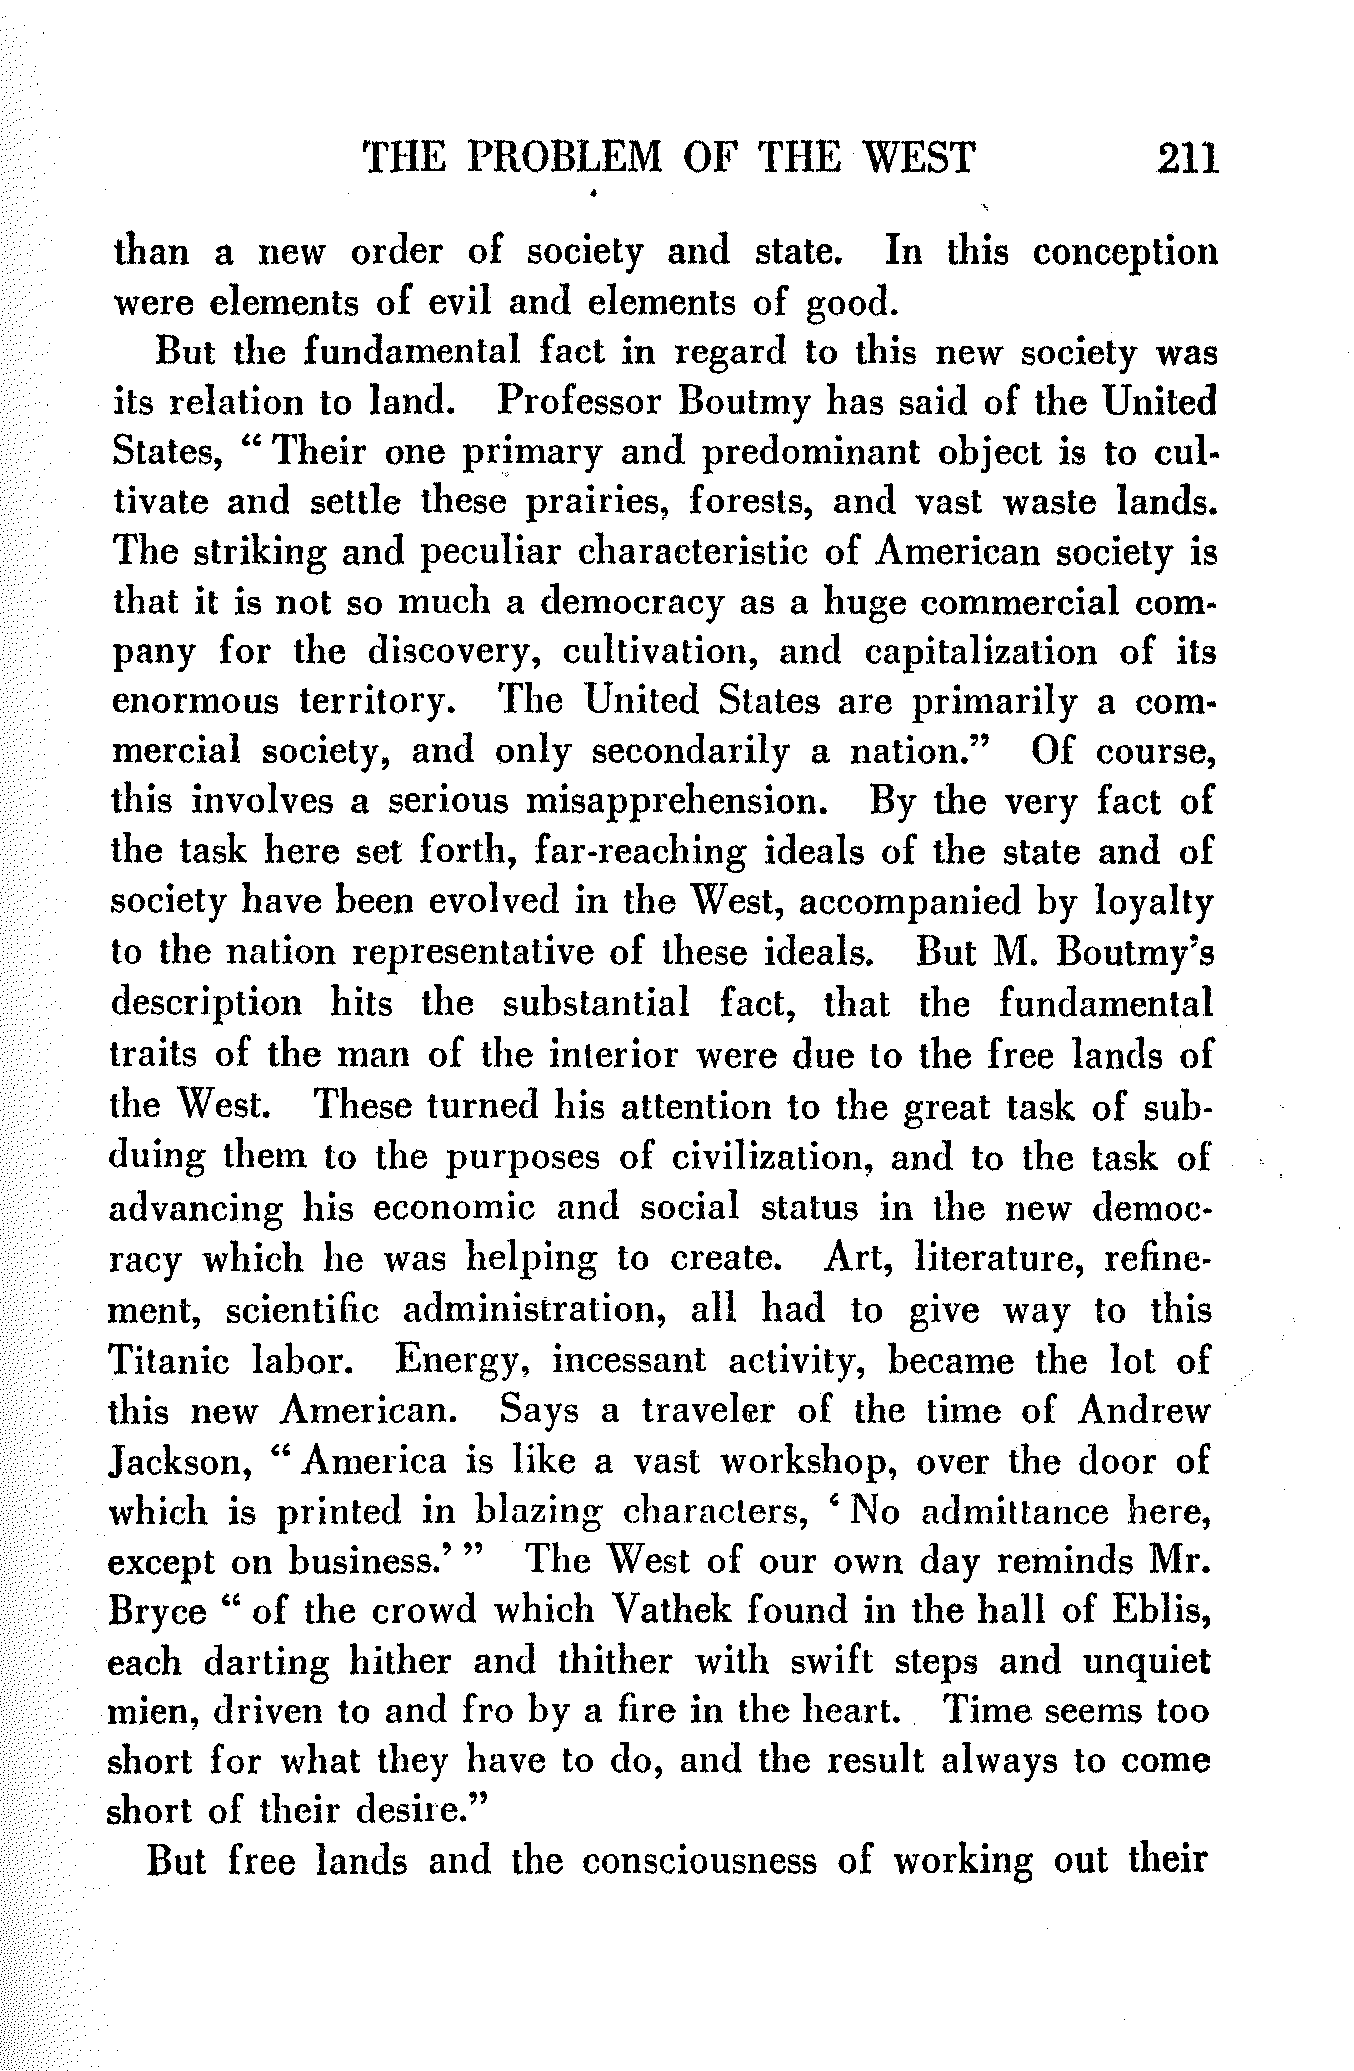 THE PROBLEM OF THE WEST 211
than a new order of society and state. In this conception
were elements of evil and elements of good.
But the fundamental fact in regard to this new society was
its relation to land. Professor Boutmy has said of the United
States, “ Their one primary and predominant object is to cul-
tivate and settle these prairies, forests, and vast waste lands.
The striking and peculiar characteristic of American society is
that it is not so much a democracy as a huge commercial com-
pany for the discovery, cultivation, and capitalization of its
enormous territory. The United States are primarily a com-
mercial society, and only secondarily a nation.” Of course,
this involves a serious misapprehension. By the very fact of
the task here set forth, far-reaching ideals of the state and of
society have been evolved in the West, accompanied by loyalty
to the nation representative of these ideals. But M. Boutmy’s
description hits the substantial fact, that the fundamental
traits of the man of the interior were due to the free lands of
the West. These turned his attention to the great task of sub-
duing them to the purposes of civilization, and to the task of
advancing his economic and social status in the new democ-
racy which he was helping to create. Art, literature, refine-
ment, scientific administration, all had to give way to this
Titanic labor. Energy, incessant activity, became the lot of
this new American. Says a traveler of the time of Andrew
Jackson, “ America is like a vast workshop, over the door of
which is printed in blazing characters, ‘ No admittance here,
except on business.’ ” The West of our own day reminds Mr.
Bryce “ of the crowd which Vathek found in the hall of Eblis,
each darting hither and thither with swift steps and unquiet
mien, driven to and fro by a fire in the heart. Time seems too
short for what they have to do, and the result always to come
short of their desire.”
But free lands and the consciousness of working out their